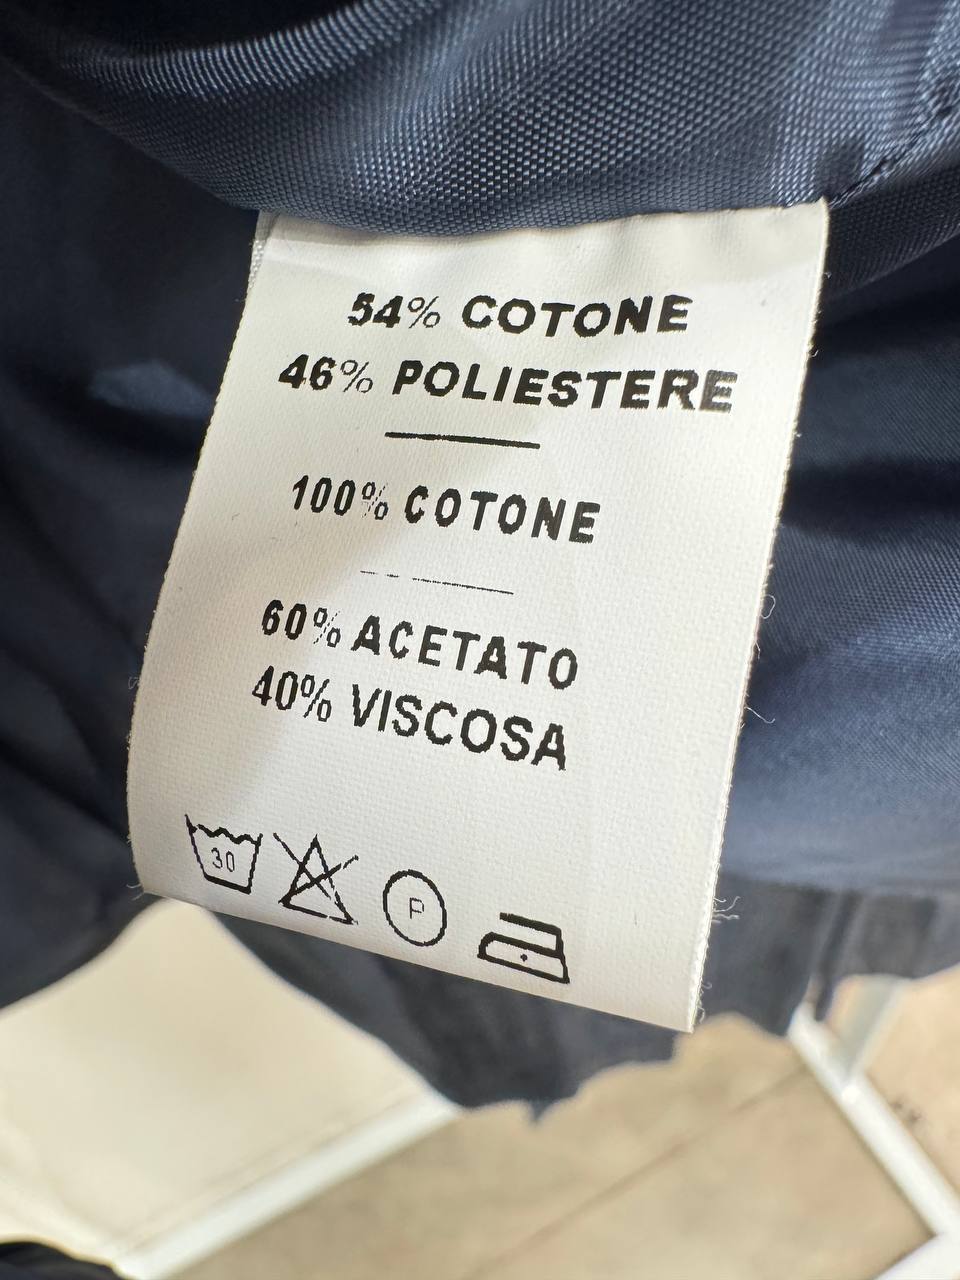 54% COTONE
46% POLIESTERE
100% COTONE
60% ACETATO
40% VISCOSA
30 P